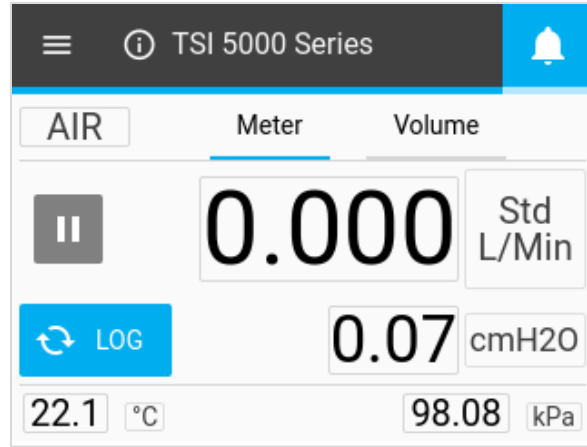 TSI 5000 Series
AIR Meter Volume
0.000 Std L/Min
LOG 0.07 cmH2O
22.1 °C 98.08 kPa